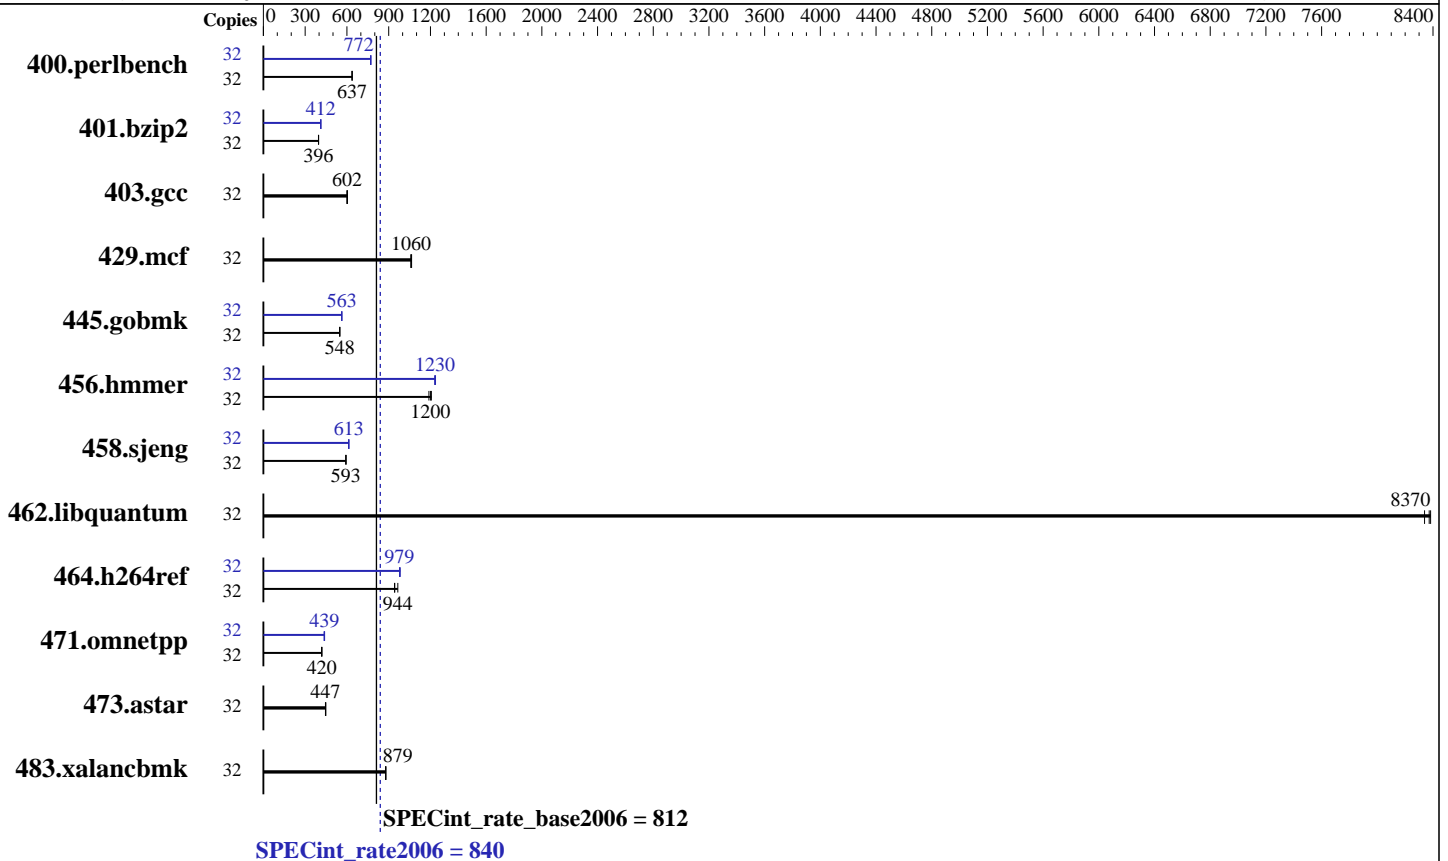 Copies 0 300 600 900 1200 1600 2000 2400 2800 3200 3600 4000 4400 4800 5200 5600 6000 6400 6800 7200 7600 8400
772
400.perlbench 32
32
637
412
401.bzip2 32
32
396
602
403.gcc 32
1060
429.mcf 32
563
445.gobmk 32
32
548
1230
456.hmmer 32
32
1200
613
458.sjeng 32
32
593
8370
462.libquantum 32
979
464.h264ref 32
32
944
439
471.omnetpp 32
32
420
447
473.astar 32
879
483.xalancbmk 32
SPECint_rate_base2006 = 812
SPECint_rate2006 = 840